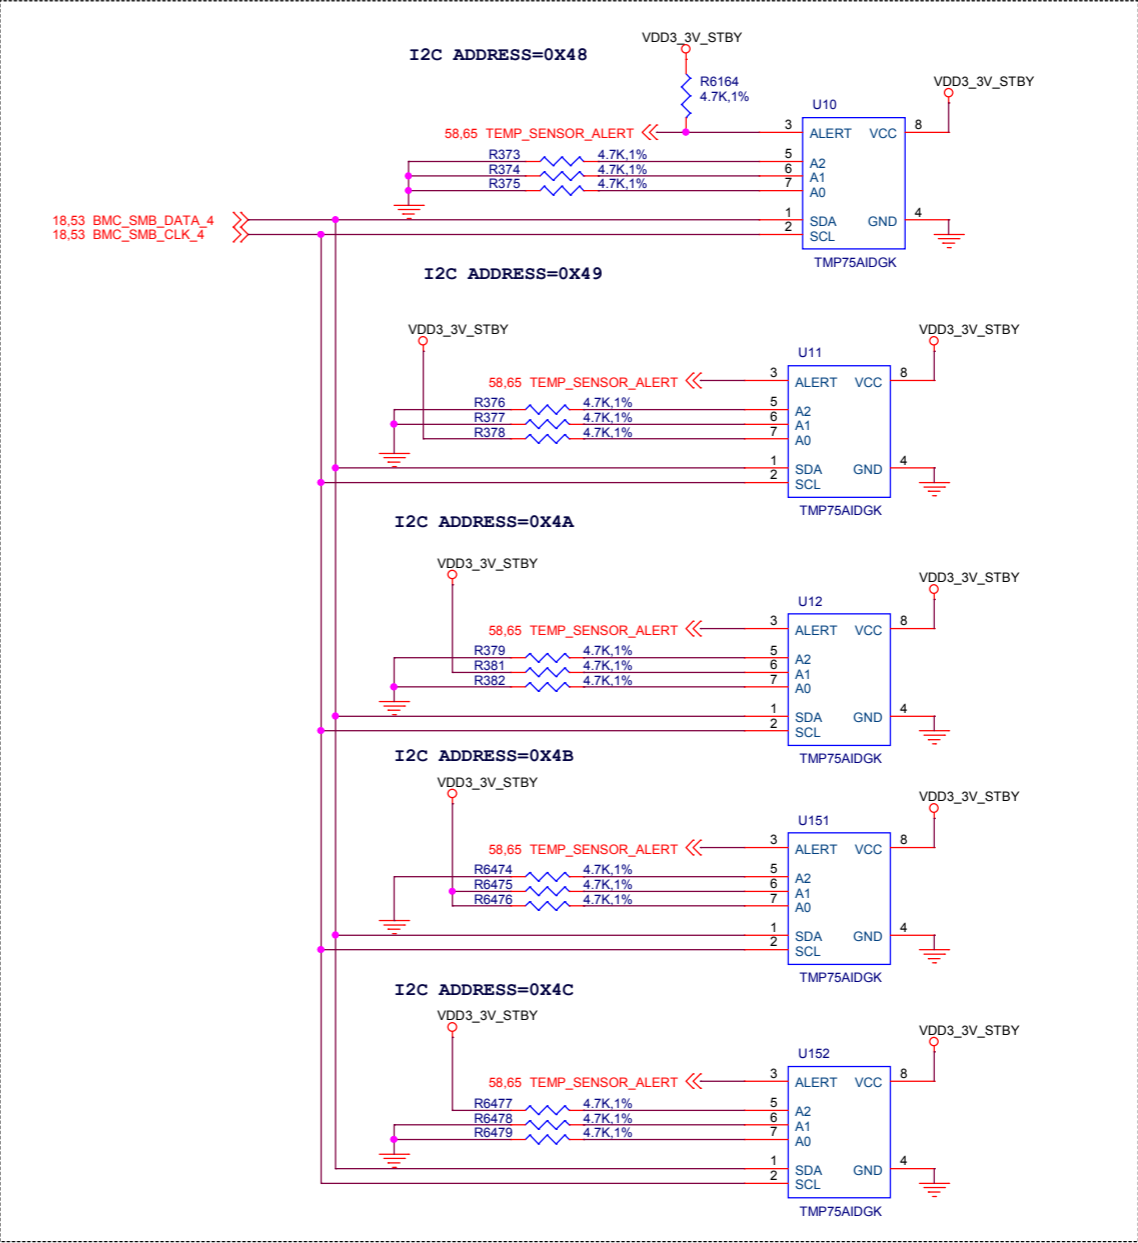 I2C ADDRESS=0X48
VDD3_3V_STBY
R6164
4.7K,1%
VDD3_3V_STBY
U10
58,65 TEMP_SENSOR_ALERT
3 ALERT VCC 8
R373 4.7K,1% 5 A2
R374 4.7K,1% 6 A1
R375 4.7K,1% 7 A0
18,53 BMC_SMB_DATA_4 1 SDA GND 4
18,53 BMC_SMB_CLK_4 2 SCL
TMP75AIDGK
I2C ADDRESS=0X49
VDD3_3V_STBY
VDD3_3V_STBY
U11
58,65 TEMP_SENSOR_ALERT 3 ALERT VCC 8
R376 4.7K,1% 5 A2
R377 4.7K,1% 6 A1
R378 4.7K,1% 7 A0
1 SDA GND 4
2 SCL
TMP75AIDGK
I2C ADDRESS=0X4A
VDD3_3V_STBY
VDD3_3V_STBY
U12
58,65 TEMP_SENSOR_ALERT 3 ALERT VCC 8
R379 4.7K,1% 5 A2
R381 4.7K,1% 6 A1
R382 4.7K,1% 7 A0
1 SDA GND 4
2 SCL
TMP75AIDGK
I2C ADDRESS=0X4B
VDD3_3V_STBY
VDD3_3V_STBY
U151
58,65 TEMP_SENSOR_ALERT 3 ALERT VCC 8
R6474 4.7K,1% 5 A2
R6475 4.7K,1% 6 A1
R6476 4.7K,1% 7 A0
1 SDA GND 4
2 SCL
TMP75AIDGK
I2C ADDRESS=0X4C
VDD3_3V_STBY
VDD3_3V_STBY
U152
58,65 TEMP_SENSOR_ALERT 3 ALERT VCC 8
R6477 4.7K,1% 5 A2
R6478 4.7K,1% 6 A1
R6479 4.7K,1% 7 A0
1 SDA GND 4
2 SCL
TMP75AIDGK